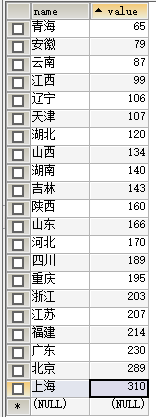 name value
青海 65
安徽 79
云南 87
江西 99
辽宁 106
天津 107
湖北 120
山西 134
湖南 140
吉林 143
陕西 160
山东 166
河北 170
四川 189
重庆 195
浙江 203
江苏 207
福建 214
广东 230
北京 289
上海 310
* (NULL) (NULL)